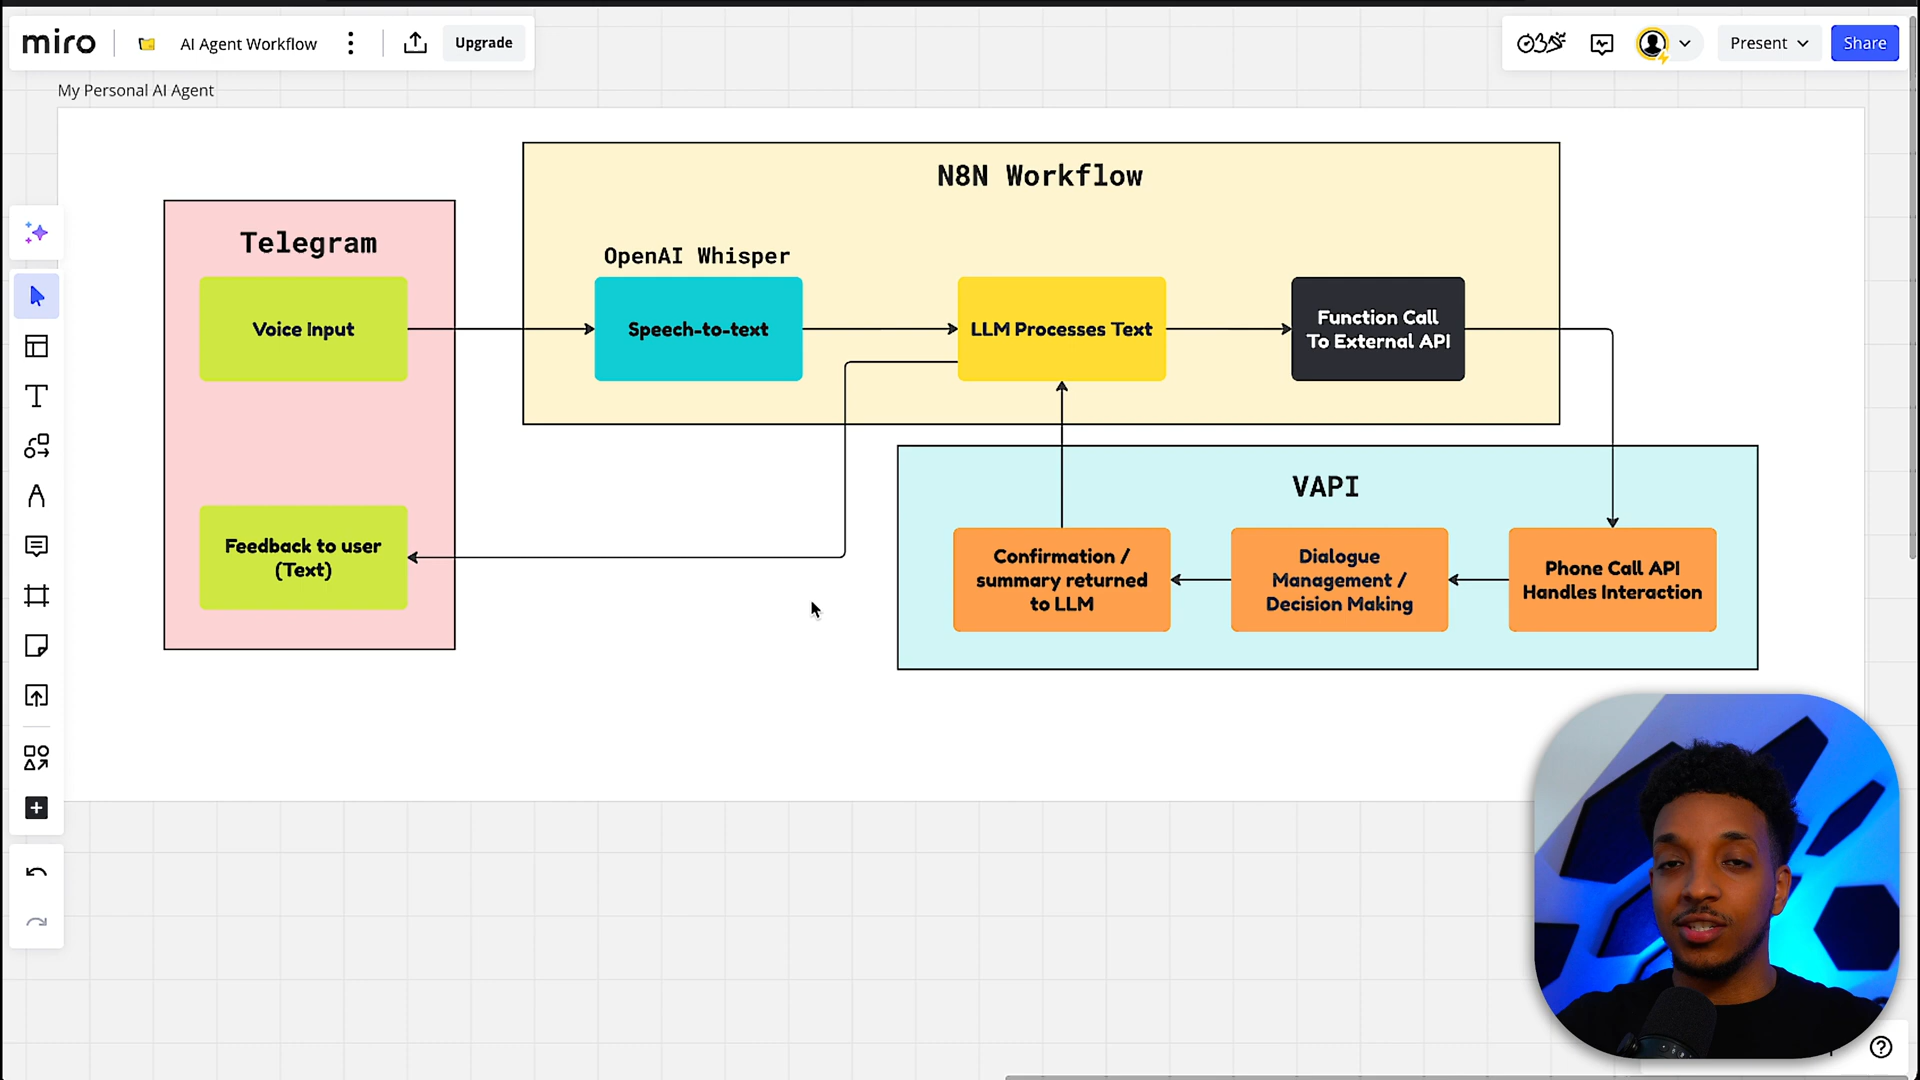 miro
AI Agent Workflow
Upgrade
Present
Share
My Personal AI Agent
N8N Workflow
Telegram
OpenAI Whisper
Voice Input
Speech-to-text
LLM Processes Text
Function Call
To External API
VAPI
Feedback to user
(Text)
Confirmation /
summary returned
to LLM
Dialogue
Management /
Decision Making
Phone Call API
Handles Interaction